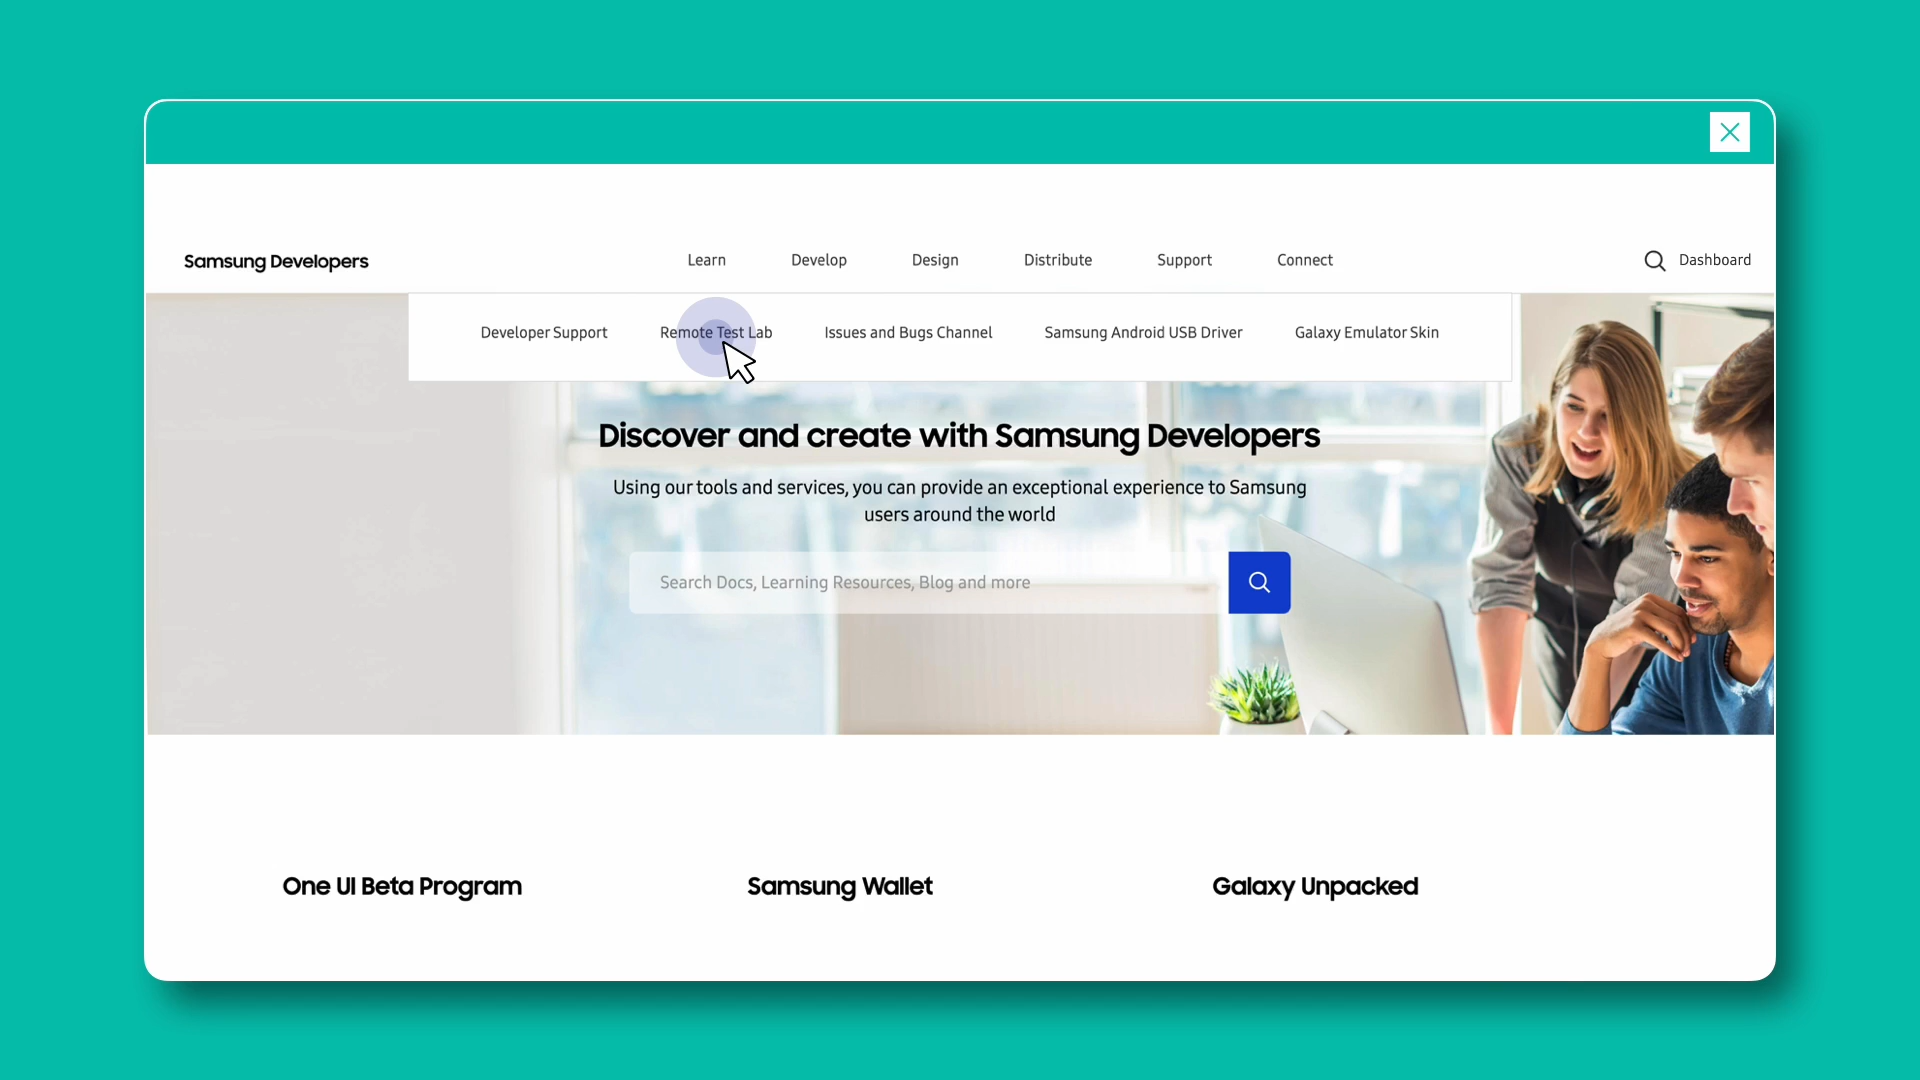 Samsung Developers
Learn Develop Design Distribute Support Connect
Dashboard
Developer Support Remote Test Lab Issues and Bugs Channel Samsung Android USB Driver Galaxy Emulator Skin
Discover and create with Samsung Developers
Using our tools and services, you can provide an exceptional experience to Samsung
users around the world
Search Docs, Learning Resources, Blog and more
One UI Beta Program
Samsung Wallet
Galaxy Unpacked